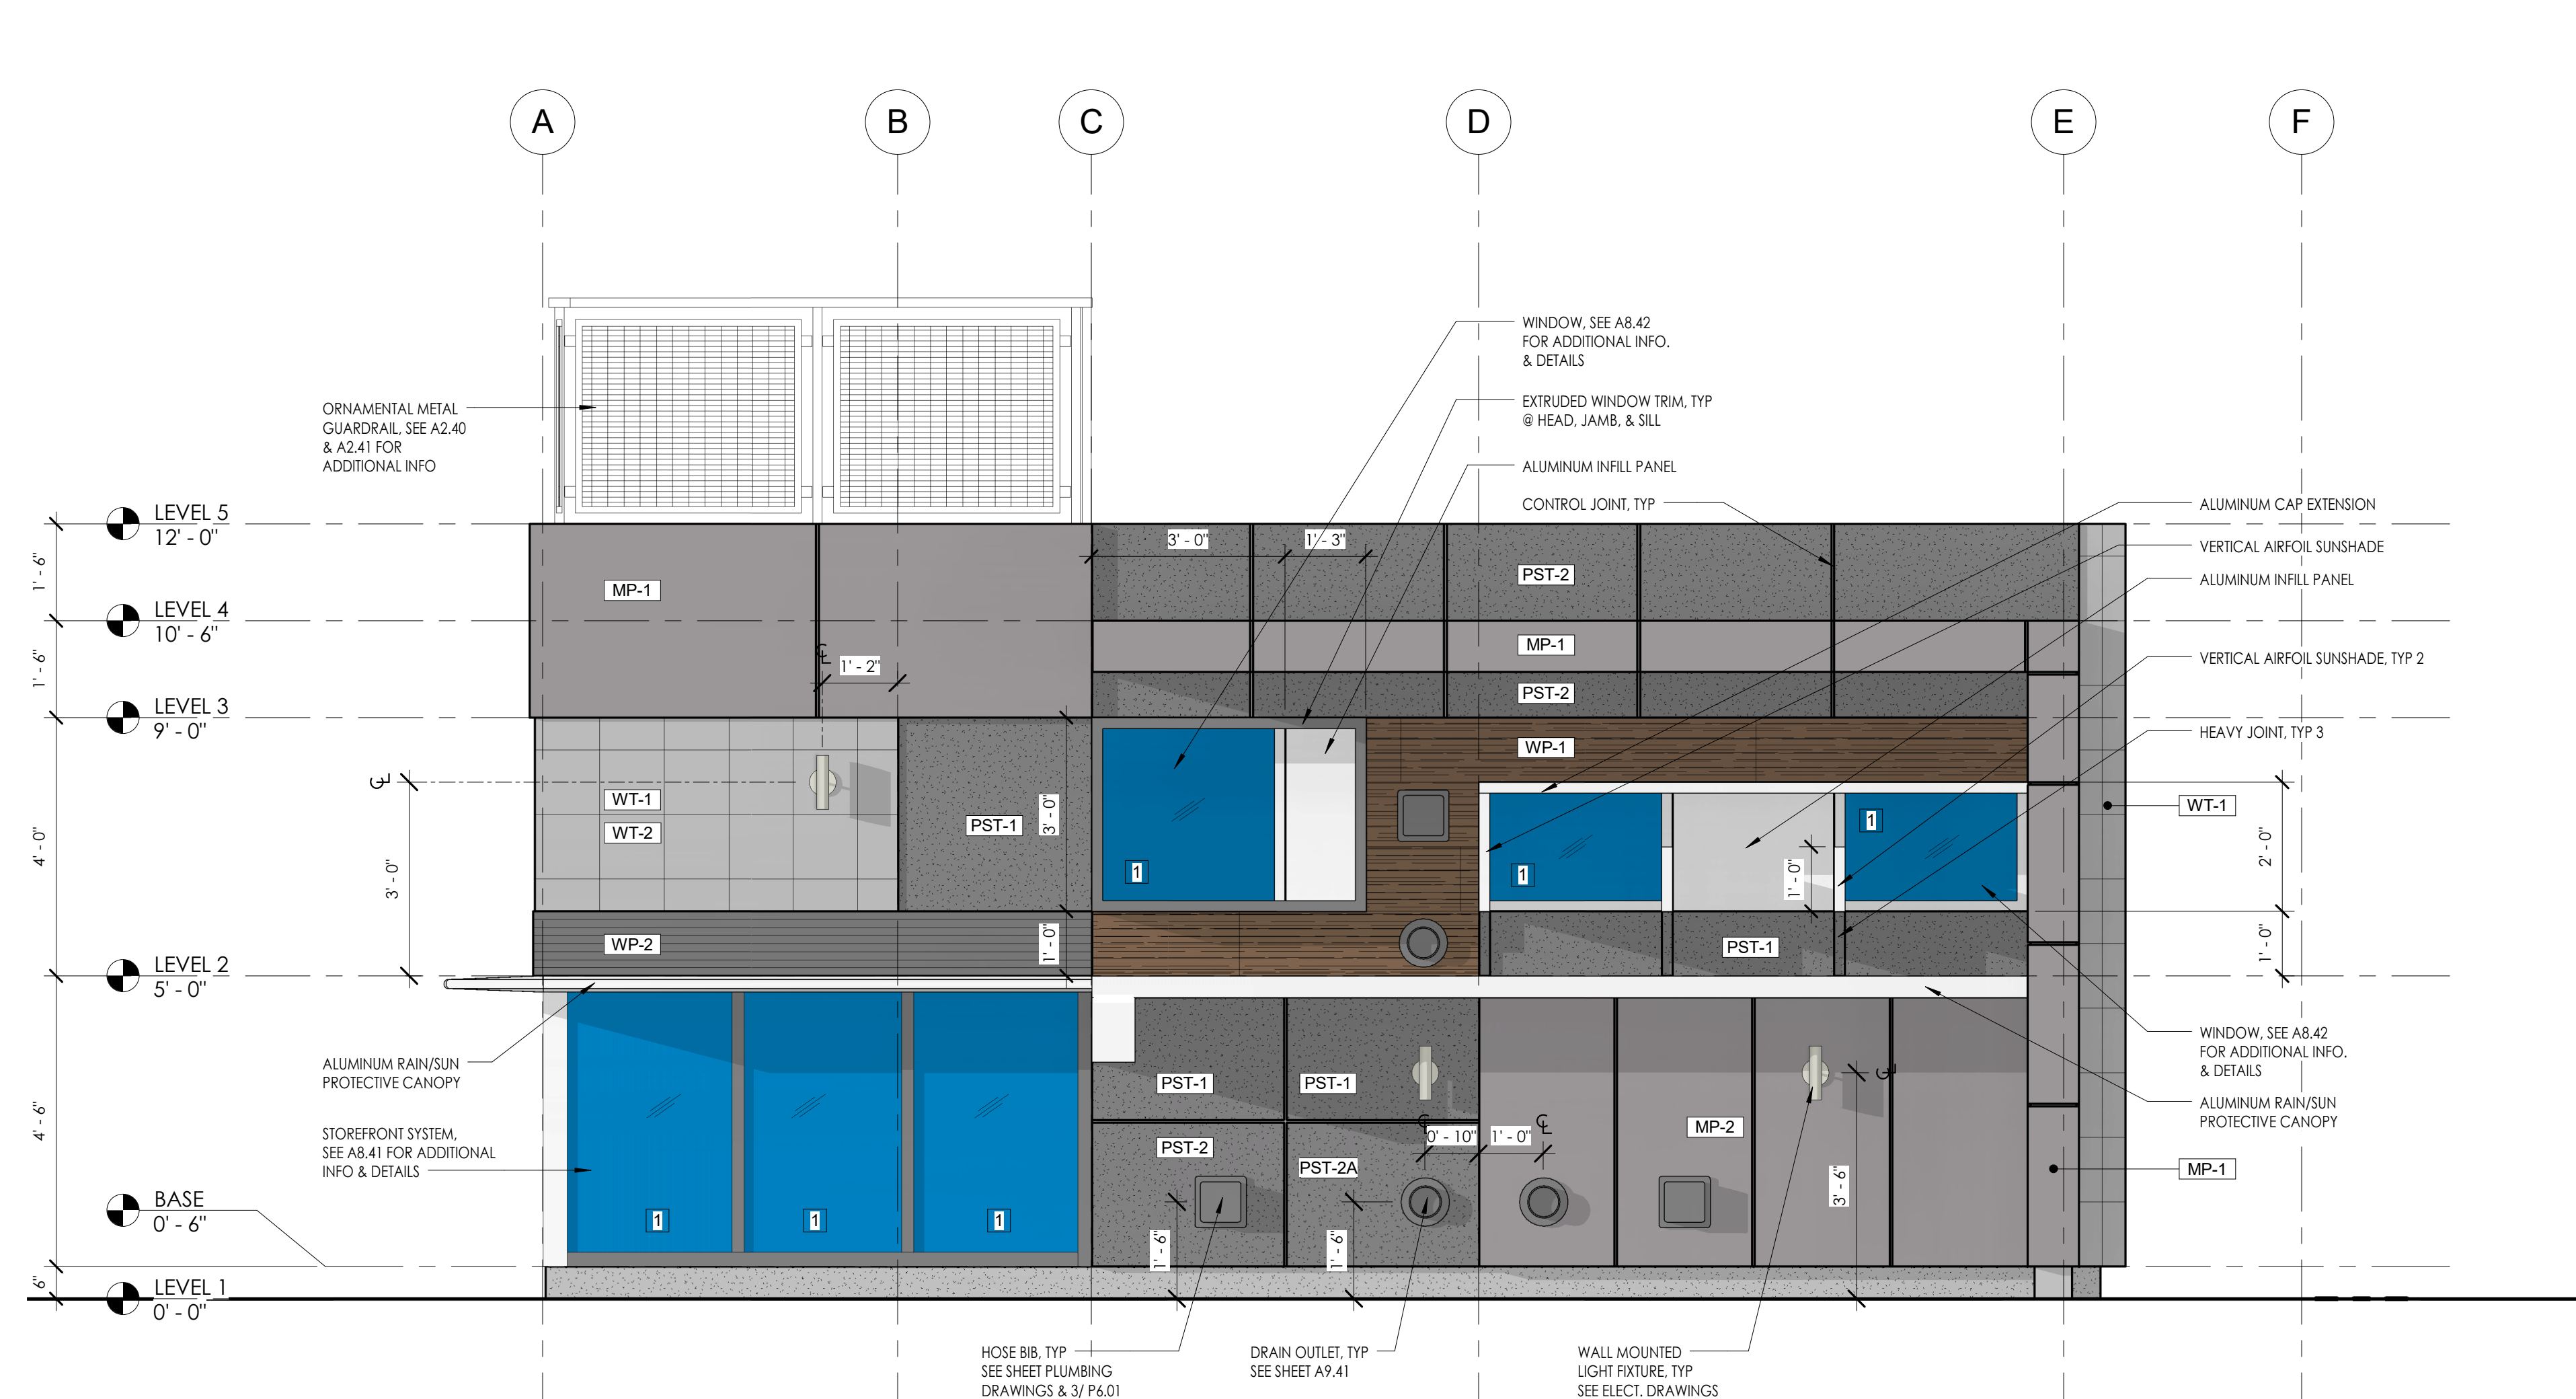 A
B
C
D
E
F
WINDOW, SEE A8.42
FOR ADDITIONAL INFO.
& DETAILS
EXTRUDED WINDOW TRIM, TYP
@ HEAD, JAMB, & SILL
ALUMINUM INFILL PANEL
CONTROL JOINT, TYP
ORNAMENTAL METAL
GUARDRAIL, SEE A2.40
& A2.41 FOR
ADDITIONAL INFO
ALUMINUM CAP EXTENSION
VERTICAL AIRFOIL SUNSHADE
ALUMINUM INFILL PANEL
VERTICAL AIRFOIL SUNSHADE, TYP 2
HEAVY JOINT, TYP 3
LEVEL 5
12' - 0"
1' - 6"
LEVEL 4
10' - 6"
1' - 6"
LEVEL 3
9' - 0"
4' - 0"
LEVEL 2
5' - 0"
4' - 6"
BASE
0' - 6"
6"
LEVEL 1
0' - 0"
3' - 0"
1' - 3"
MP-1
PST-2
MP-1
PST-2
1' - 2"
WP-1
WT-1
WT-2
PST-1
3' - 0"
3' - 0"
1
1
1
1' - 0"
WT-1
2' - 0"
WP-2
1' - 0"
PST-1
1' - 0"
ALUMINUM RAIN/SUN
PROTECTIVE CANOPY
STOREFRONT SYSTEM,
SEE A8.41 FOR ADDITIONAL
INFO & DETAILS
WINDOW, SEE A8.42
FOR ADDITIONAL INFO.
& DETAILS
ALUMINUM RAIN/SUN
PROTECTIVE CANOPY
PST-1
PST-1
PST-2
PST-2A
0' - 10"
1' - 0"
MP-2
MP-1
3' - 6"
1
1
1
1' - 6"
1' - 6"
HOSE BIB, TYP
SEE SHEET PLUMBING
DRAWINGS & 3/ P6.01
DRAIN OUTLET, TYP
SEE SHEET A9.41
WALL MOUNTED
LIGHT FIXTURE, TYP
SEE ELECT. DRAWINGS